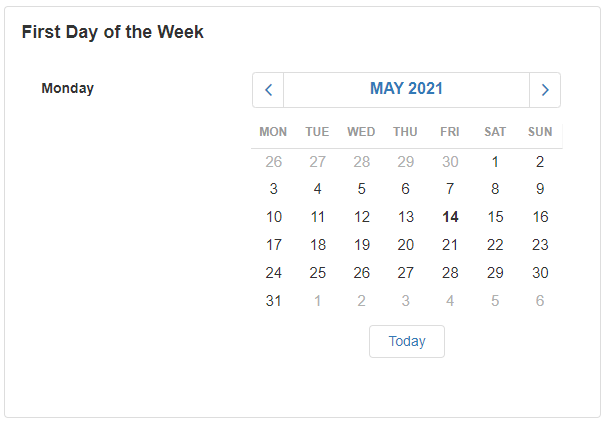 First Day of the Week
Monday
MAY 2021
MON TUE WED THU FRI SAT SUN
26 27 28 29 30 1 2
3 4 5 6 7 8 9
10 11 12 13 14 15 16
17 18 19 20 21 22 23
24 25 26 27 28 29 30
31 1 2 3 4 5 6
Today